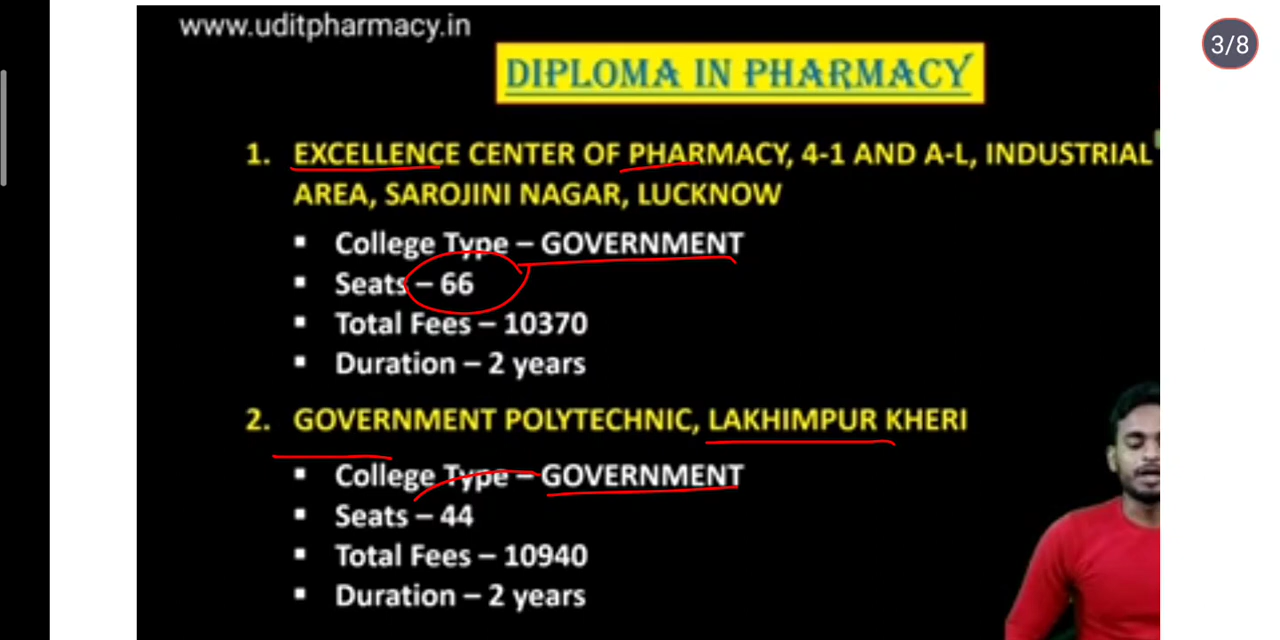 www.uditpharmacy.in
3/8
DIPLOMA IN PHARMACY
1. EXCELLENCE CENTER OF PHARMACY, 4-1 AND A-L, INDUSTRIAL
AREA, SAROJINI NAGAR, LUCKNOW
▪ College Type – GOVERNMENT
▪ Seats – 66
▪ Total Fees – 10370
▪ Duration – 2 years
2. GOVERNMENT POLYTECHNIC, LAKHIMPUR KHERI
▪ College Type – GOVERNMENT
▪ Seats – 44
▪ Total Fees – 10940
▪ Duration – 2 years